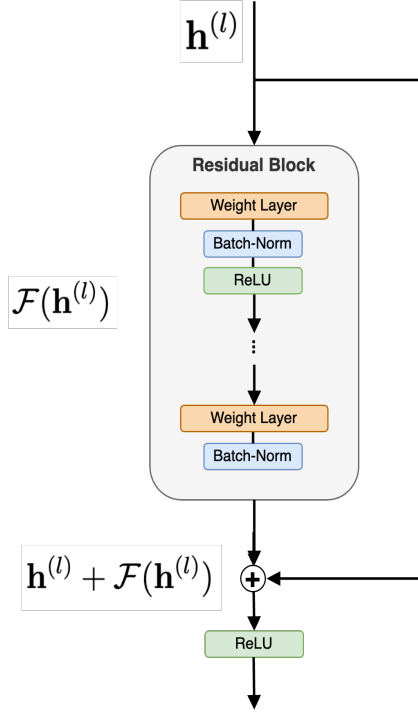 𝐡⁽ˡ⁾
Residual Block
Weight Layer
Batch-Norm
ReLU
ℱ(𝐡⁽ˡ⁾)
...
Weight Layer
Batch-Norm
𝐡⁽ˡ⁾ + ℱ(𝐡⁽ˡ⁾)
+
ReLU